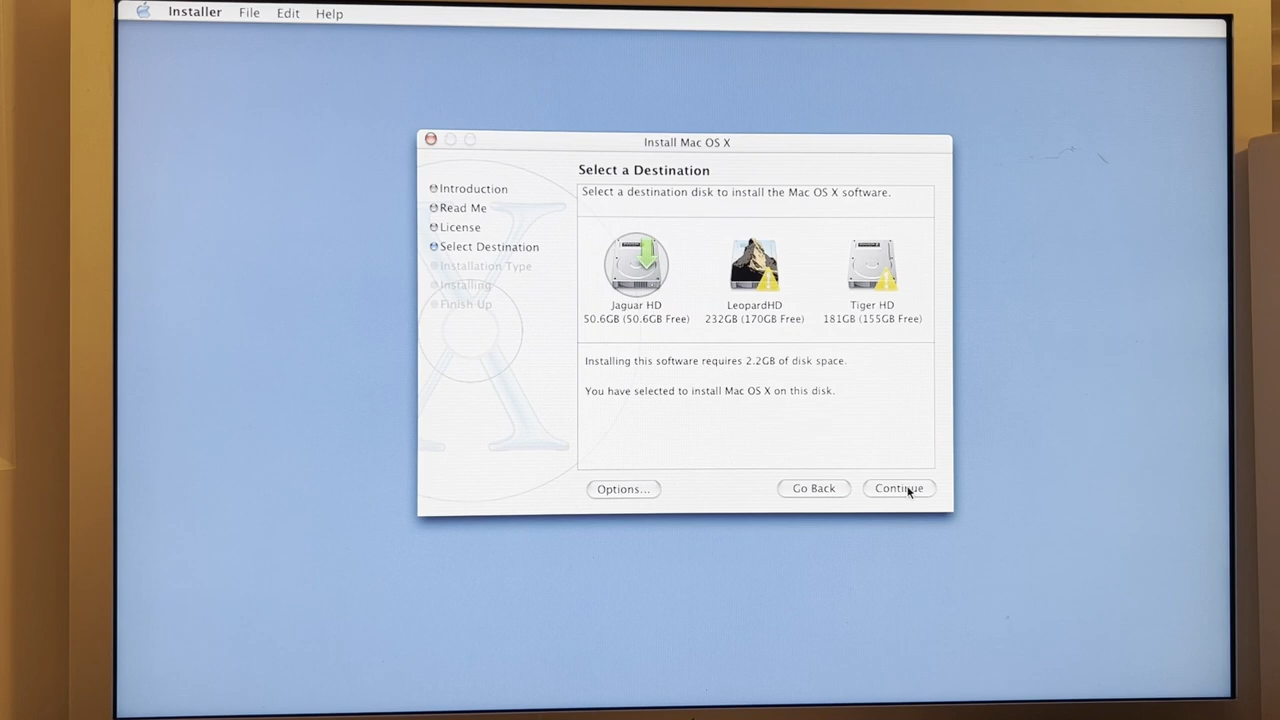 Installer File Edit Help
Install Mac OS X
Select a Destination
Introduction
Read Me
License
Select Destination
Installation Type
Installing
Finish Up
Select a destination disk to install the Mac OS X software.
Jaguar HD
50.6GB (50.6GB Free)
LeopardHD
232GB (170GB Free)
Tiger HD
181GB (155GB Free)
Installing this software requires 2.2GB of disk space.
You have selected to install Mac OS X on this disk.
Options...
Go Back
Continue